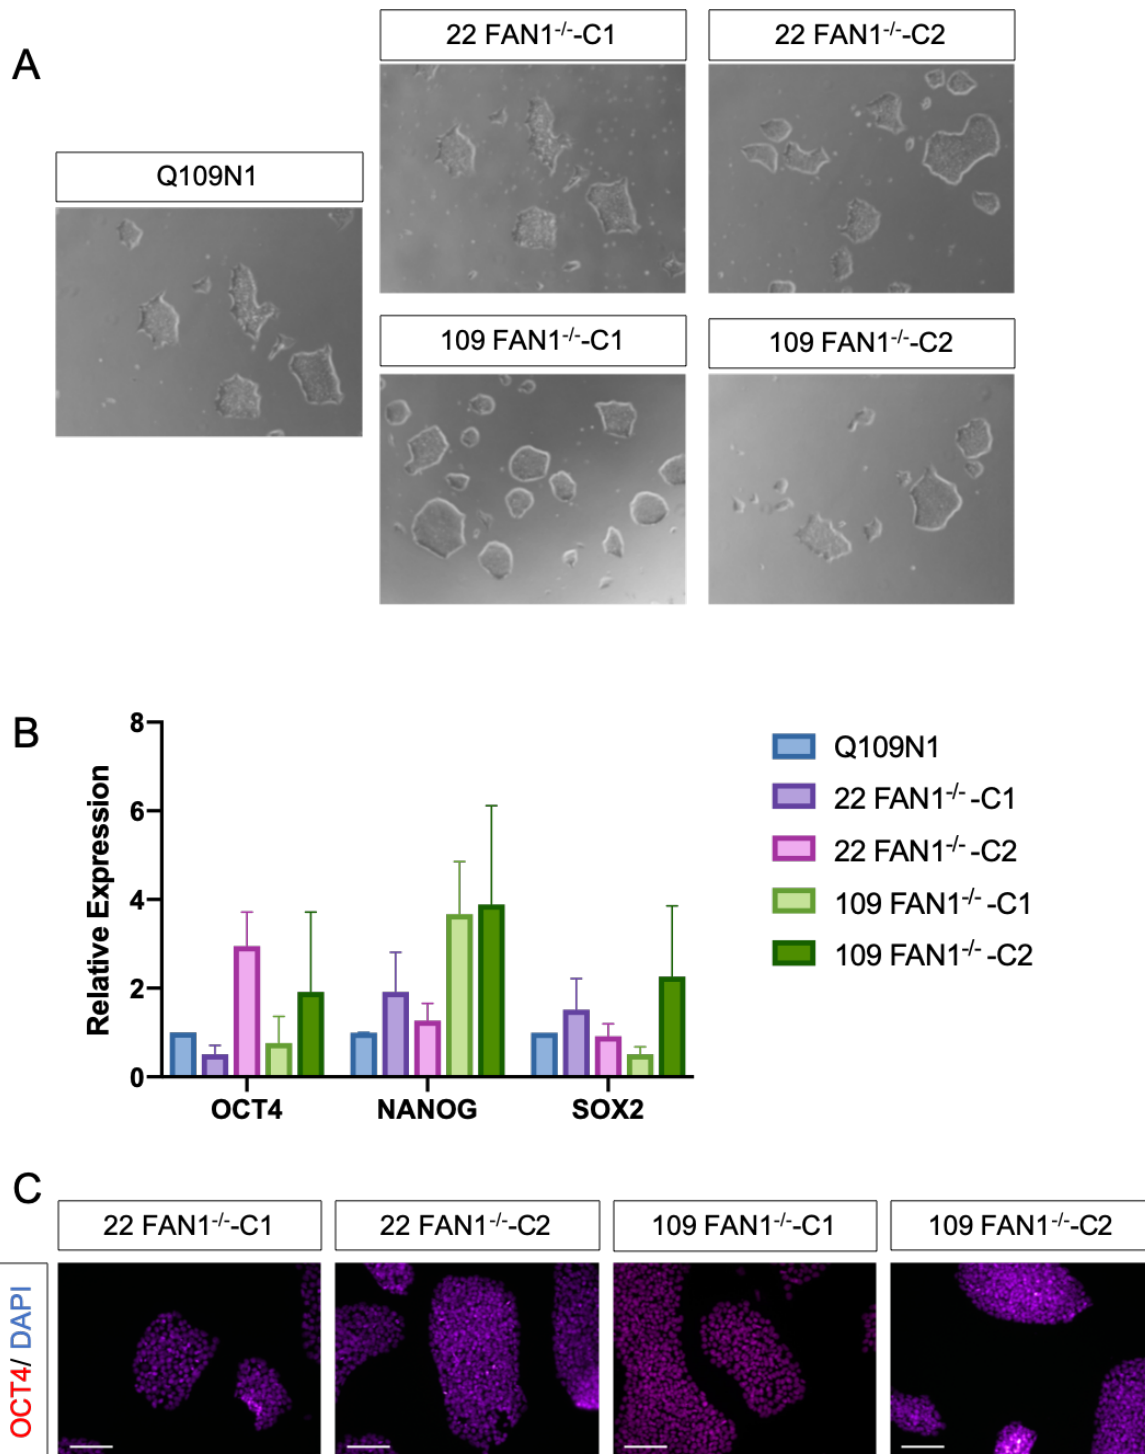 A
22 FAN1-/--C1
22 FAN1-/--C2
Q109N1
109 FAN1-/--C1
109 FAN1-/--C2
B
Relative Expression
8
6
4
2
0
OCT4
NANOG
SOX2
Q109N1
22 FAN1-/- -C1
22 FAN1-/- -C2
109 FAN1-/- -C1
109 FAN1-/- -C2
C
22 FAN1-/--C1
22 FAN1-/--C2
109 FAN1-/--C1
109 FAN1-/--C2
OCT4/ DAPI